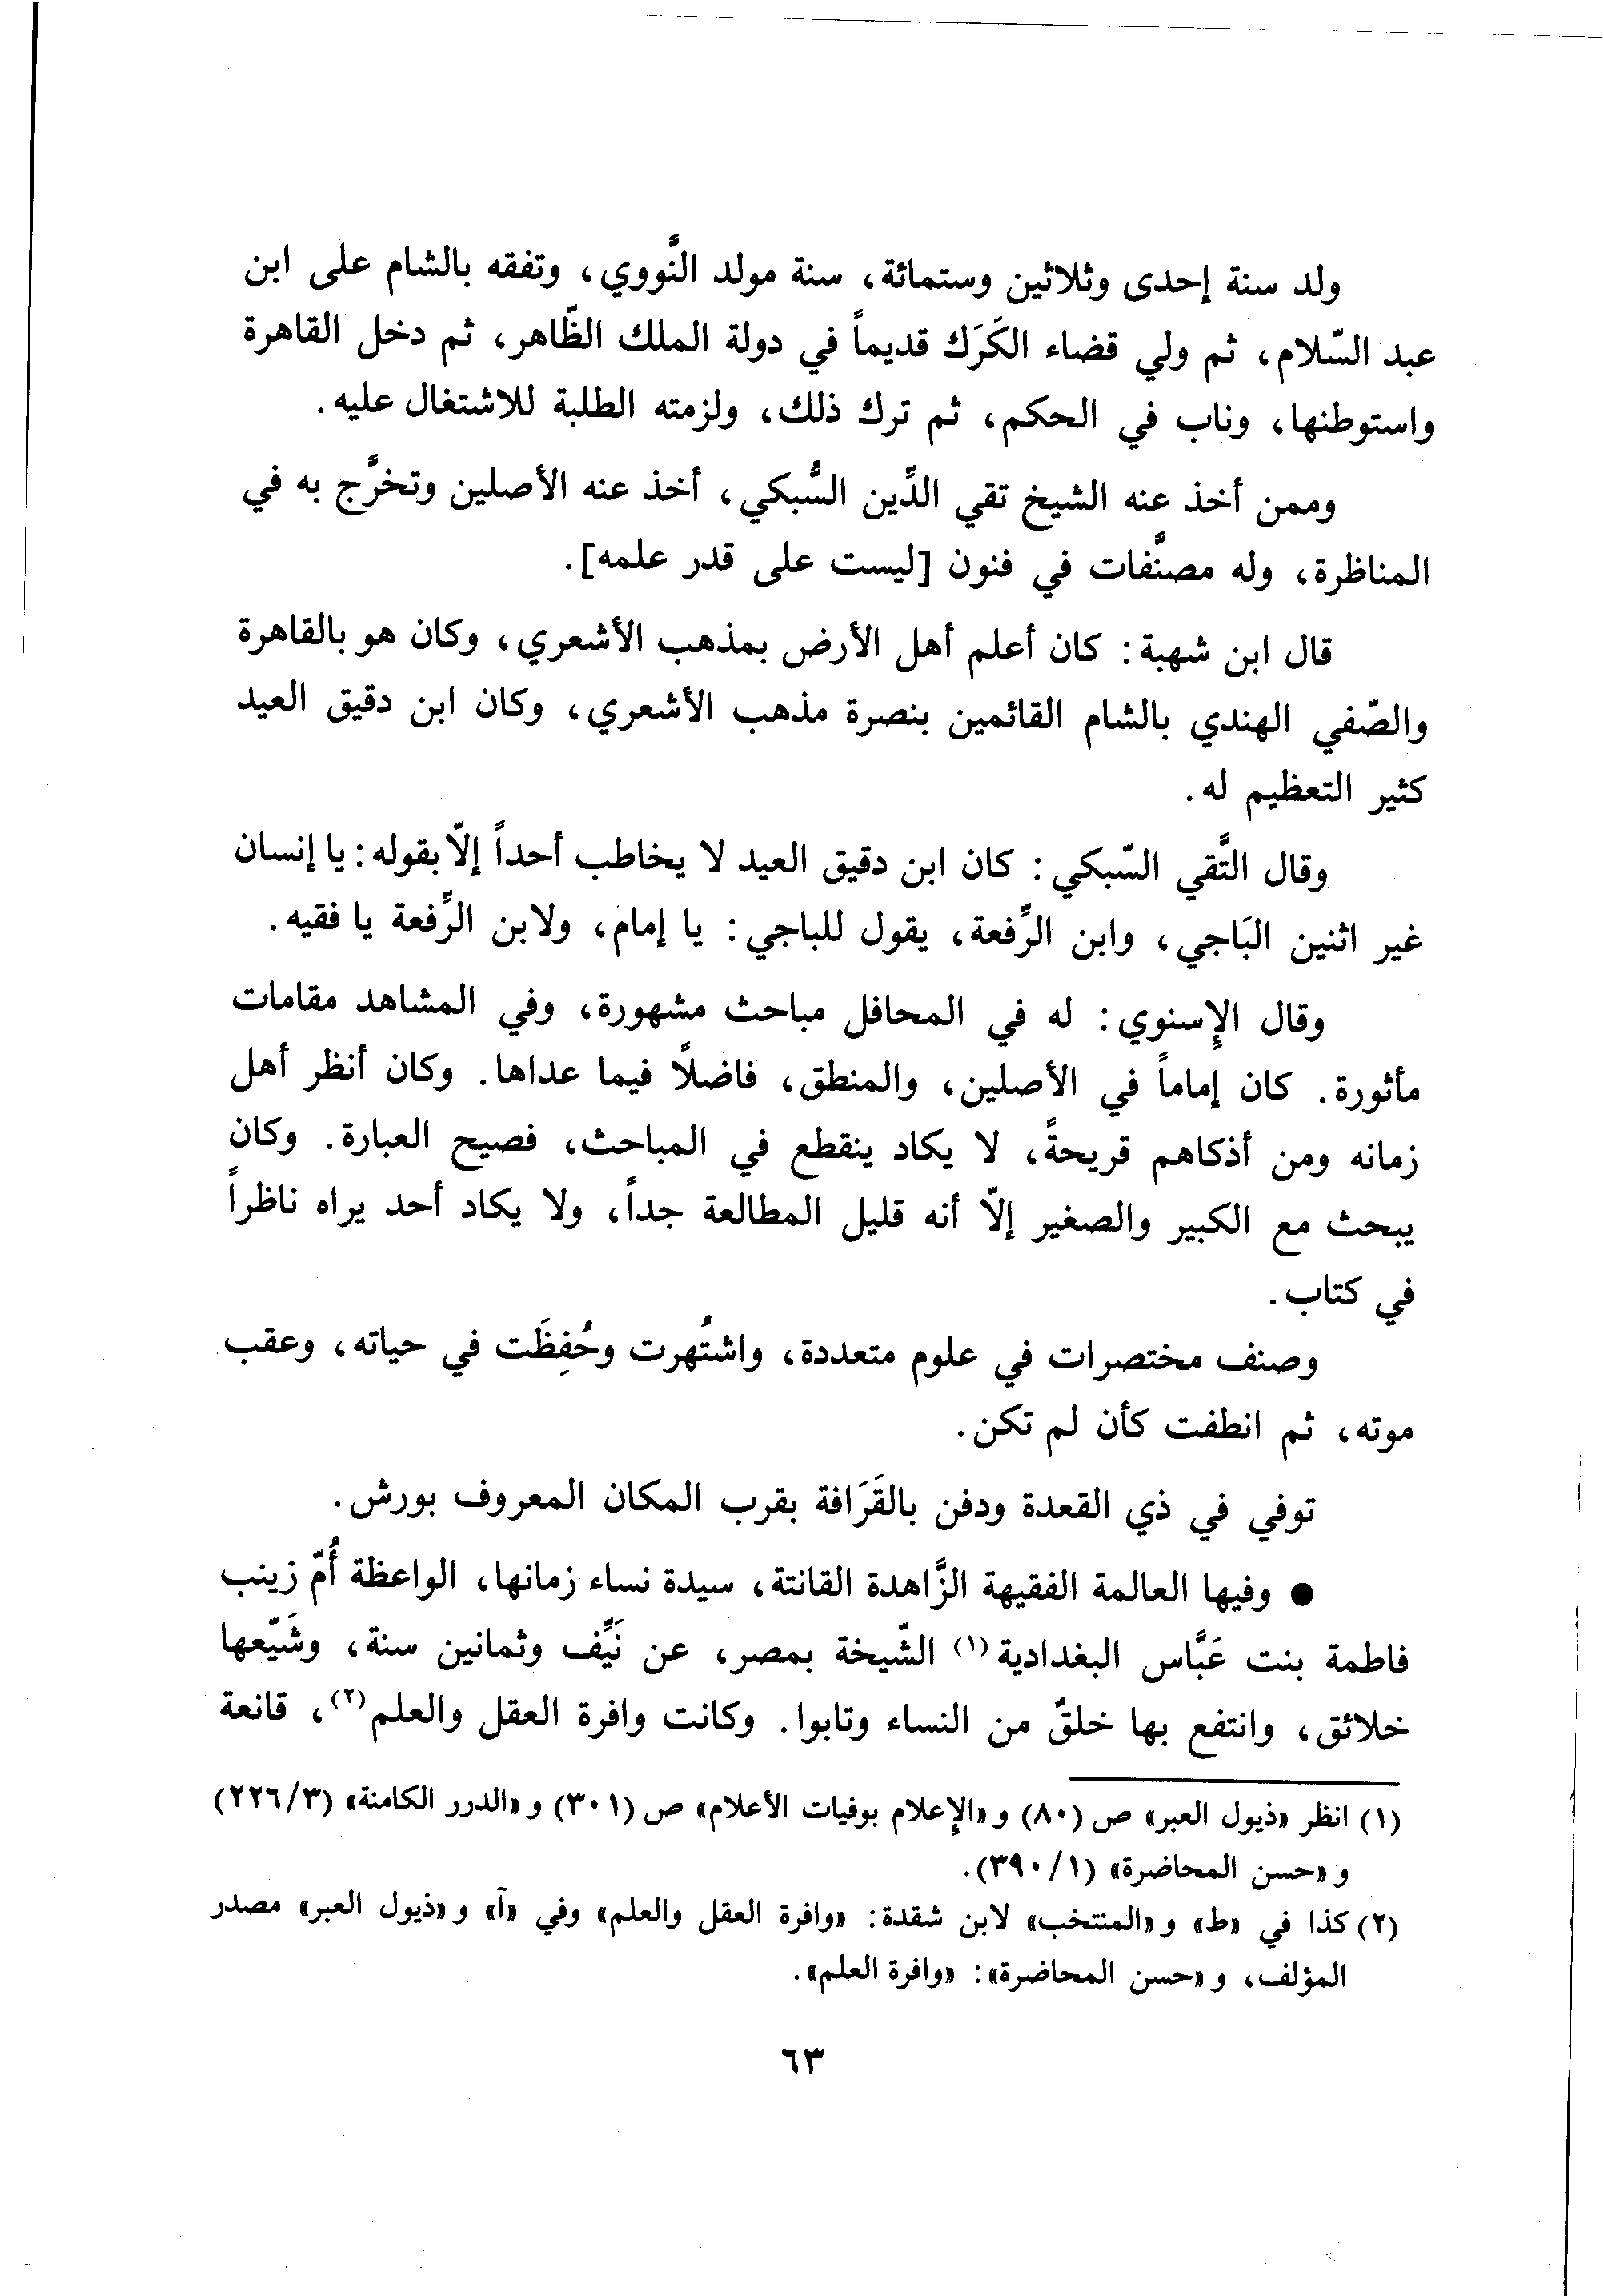 ولد سنة إحدى وثلاثين وستمائة، سنة مولد النَّووي، وتفقه بالشام على ابن
عبد السّلام، ثم ولي قضاء الكَرَك قديماً في دولة الملك الظّاهر، ثم دخل القاهرة
واستوطنها، وناب في الحكم، ثم ترك ذلك، ولزمته الطلبة للاشتغال عليه.
وممن أخذ عنه الشيخ تقي الدِّين السُّبكي، أخذ عنه الأصلين وتخرَّج به في
المناظرة، وله مصنَّفات في فنون [ليست على قدر علمه].
قال ابن شهبة: كان أعلم أهل الأرض بمذهب الأشعري، وكان هو بالقاهرة
والصّفي الهندي بالشام القائمين بنصرة مذهب الأشعري، وكان ابن دقيق العيد
كثير التعظيم له.
وقال التَّقي السّبكي: كان ابن دقيق العيد لا يخاطب أحداً إلّا بقوله: يا إنسان
غير اثنين البَاجي، وابن الرِّفعة، يقول للباجي: يا إمام، ولابن الرِّفعة يا فقيه.
وقال الإِسنوي: له في المحافل مباحث مشهورة، وفي المشاهد مقامات
مأثورة. كان إماماً في الأصلين، والمنطق، فاضلًا فيما عداها. وكان أنظر أهل
زمانه ومن أذكاهم قريحةً، لا يكاد ينقطع في المباحث، فصيح العبارة. وكان
يبحث مع الكبير والصغير إلّا أنه قليل المطالعة جداً، ولا يكاد أحد يراه ناظراً
في كتاب.
وصنف مختصرات في علوم متعددة، واشتُهرت وحُفِظَت في حياته، وعقب
موته، ثم انطفت كأن لم تكن.
توفي في ذي القعدة ودفن بالقَرَافة بقرب المكان المعروف بورش.
● وفيها العالمة الفقيهة الزَّاهدة القانتة، سيدة نساء زمانها، الواعظة أُمّ زينب
فاطمة بنت عَبَّاس البغدادية(١) الشّيخة بمصر، عن نَيِّف وثمانين سنة، وشَيّعها
خلائق، وانتفع بها خلقٌ من النساء وتابوا. وكانت وافرة العقل والعلم(٢)، قانعة
(١) انظر «ذيول العبر» ص (٨٠) و «الإعلام بوفيات الأعلام» ص (٣٠١) و «الدرر الكامنة» (٢٢٦/٣)
و «حسن المحاضرة» (٣٩٠/١).
(٢) كذا في «ط» و «المنتخب» لابن شقدة: «وافرة العقل والعلم» وفي «آ» و «ذيول العبر» مصدر
المؤلف، و «حسن المحاضرة»: «وافرة العلم».
٦٣